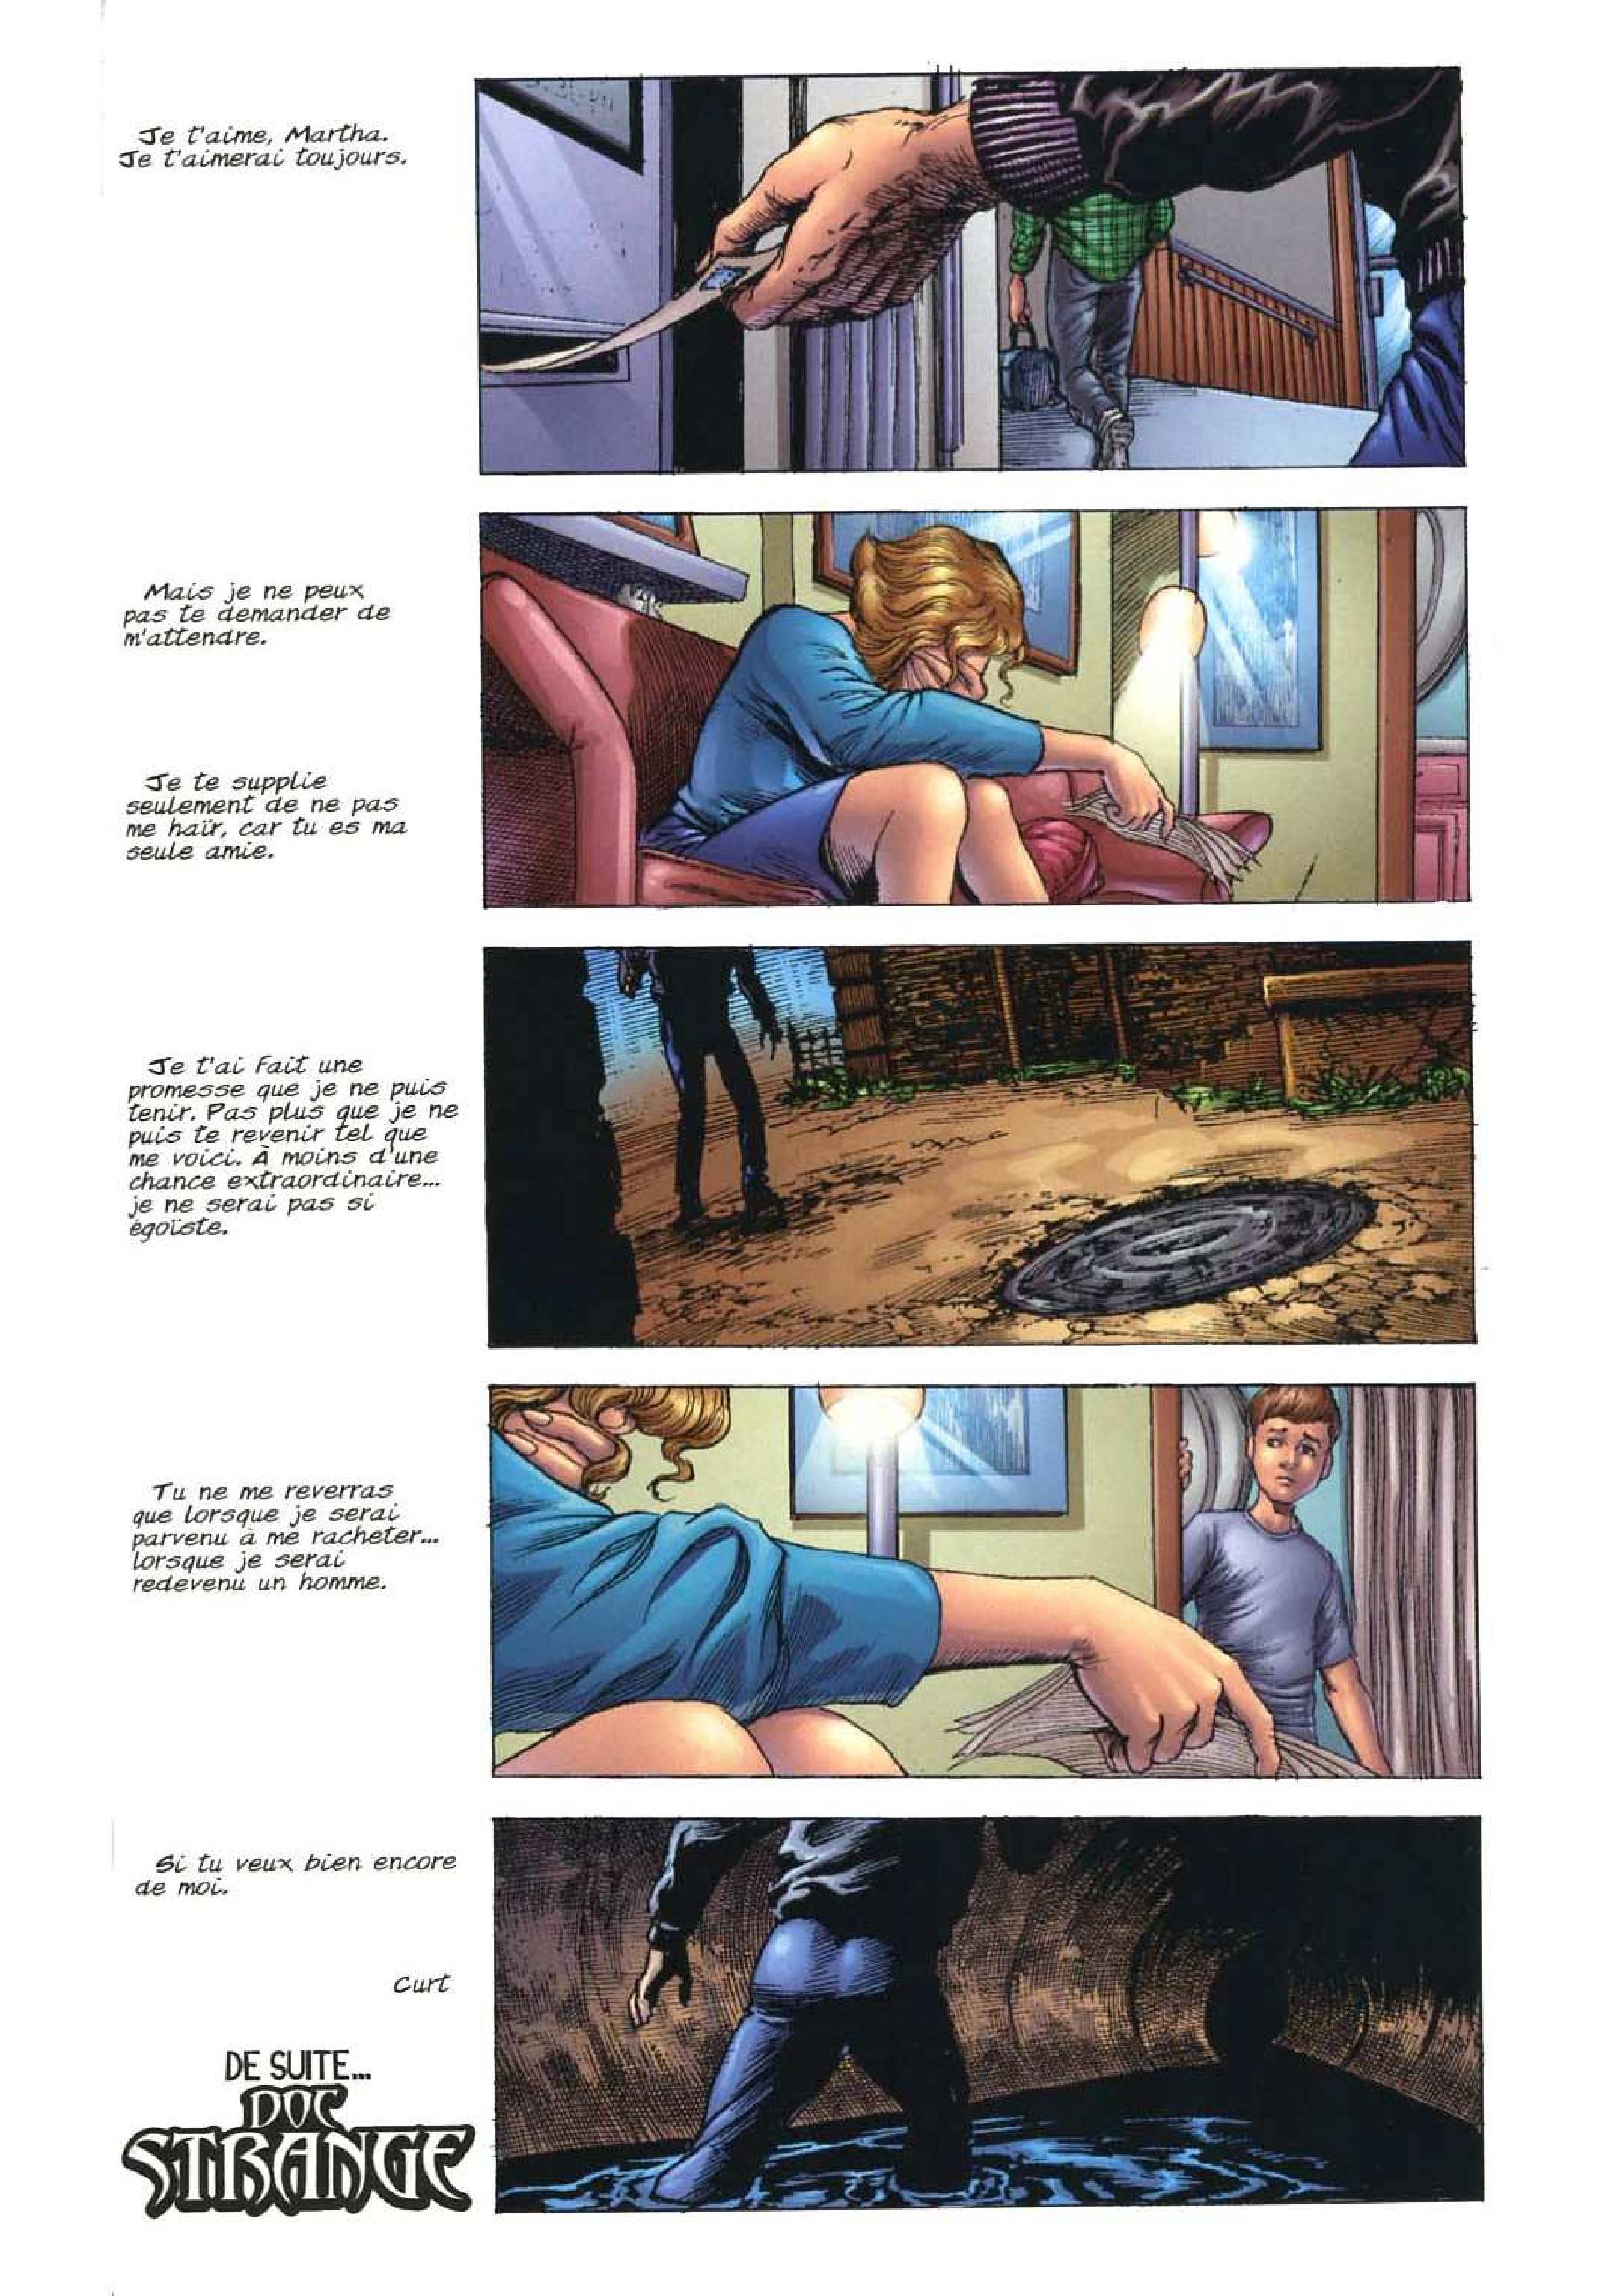 Je t'aime, Martha.
Je t'aimerai toujours.
Mais je ne peux
pas te demander de
m'attendre.
Je te supplie
seulement de ne pas
me haïr, car tu es ma
seule amie.
Je t'ai fait une
promesse que je ne puis
tenir. Pas plus que je ne
puis te revenir tel que
me voici. À moins d'une
chance extraordinaire...
je ne serai pas si
égoïste.
Tu ne me reverras
que lorsque je serai
parvenu à me racheter...
lorsque je serai
redevenu un homme.
Si tu veux bien encore
de moi.
Curt
DE SUITE...
DOC
STRANGE